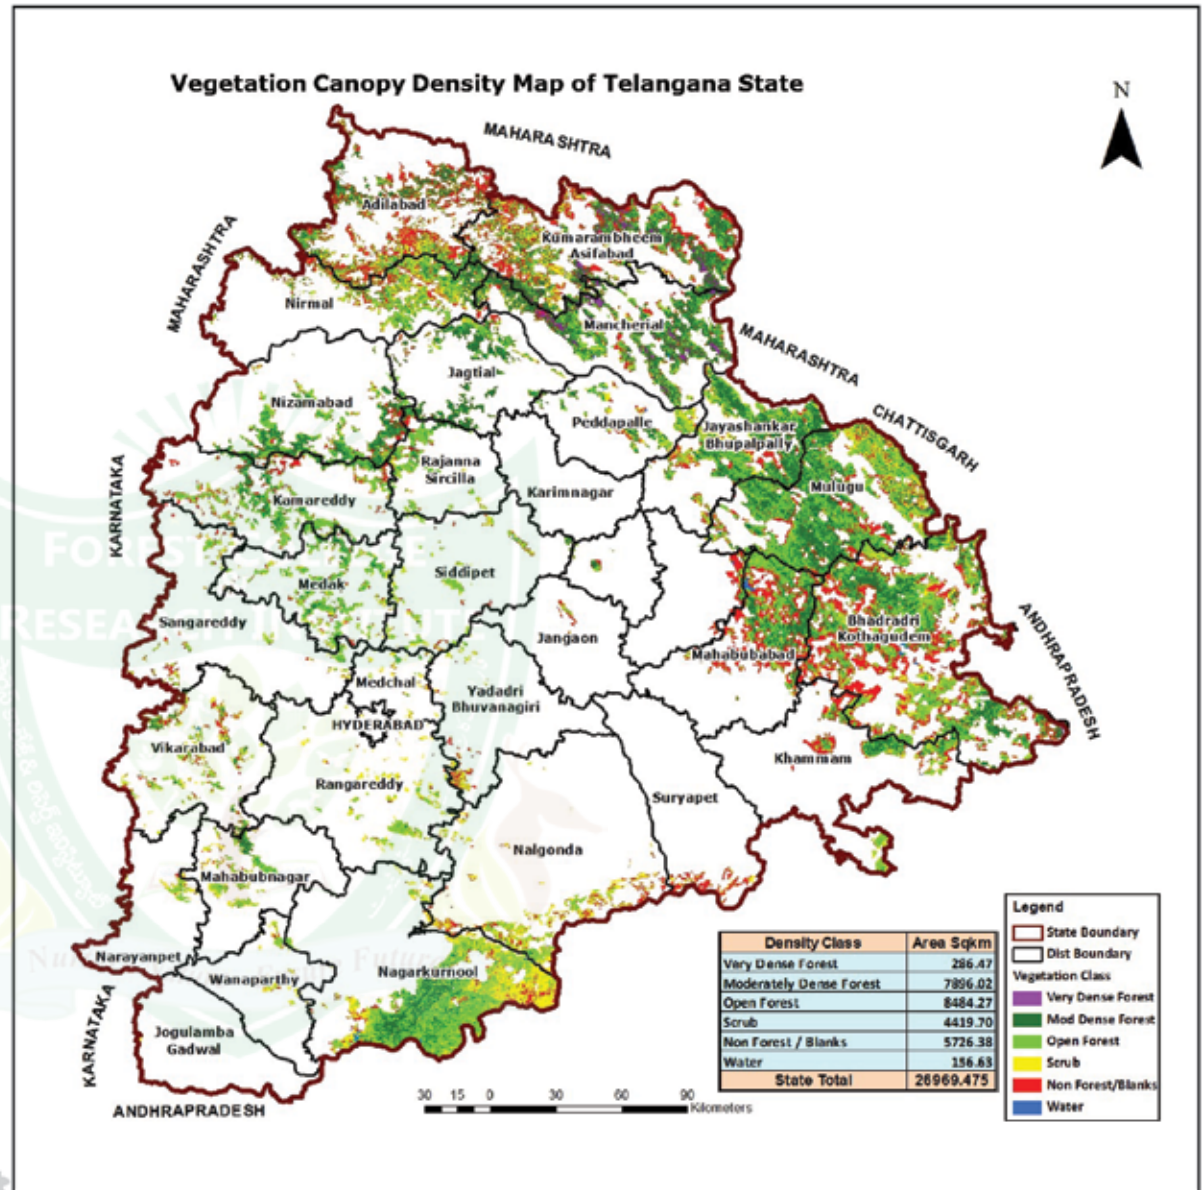 Vegetation Canopy Density Map of Telangana State
N
MAHARASHTRA
Adilabad
Kumarambheem
Asifabad
MAHARASHTRA
Nirmal
Mancherial
MAHARASHTRA
Jagtial
Nizamabad
Peddapalle
Jayashankar
Bhupalpally
CHATTISGARH
KARNATAKA
Rajanna
Sircilla
Karimnagar
Mulugu
Kamareddy
FOREST COLLEGE
Siddipet
Medak
RESEARCH INSTITUTE
Sangareddy
Jangaon
Bhadradri
Kothagudem
Mahabubabad
ANDHRAPRADESH
Medchal
Yadadri
Bhuvanagiri
HYDERABAD
Vikarabad
Khammam
Rangareddy
Suryapet
Nalgonda
Mahabubnagar
Narayanpet
Future
Nagarkurnool
Wanaparthy
KARNATAKA
Jogulamba
Gadwal
ANDHRAPRADESH
30 15 0 30 60 90
Kilometers
Density Class Area Sqkm
Very Dense Forest 286.47
Moderately Dense Forest 7896.02
Open Forest 8484.27
Scrub 4419.70
Non Forest / Blanks 5726.38
Water 156.63
State Total 26969.475
Legend
State Boundary
Dist Boundary
Vegetation Class
Very Dense Forest
Mod Dense Forest
Open Forest
Scrub
Non Forest/Blanks
Water